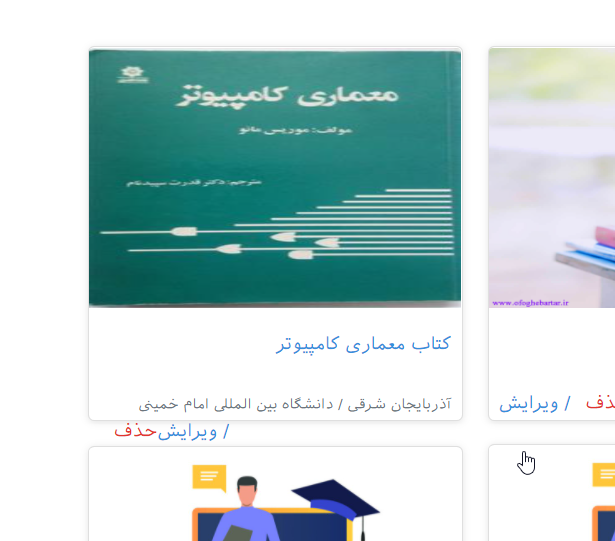 معماری کامپیوتر
مولف: موریس مانو
مترجم: دکتر قدرت سپیدنام
www.ofoghebartar.ir
کتاب معماری کامپیوتر
آذربایجان شرقی / دانشگاه بین المللی امام خمینی
/ ویرایش حذف
/ ویرایش